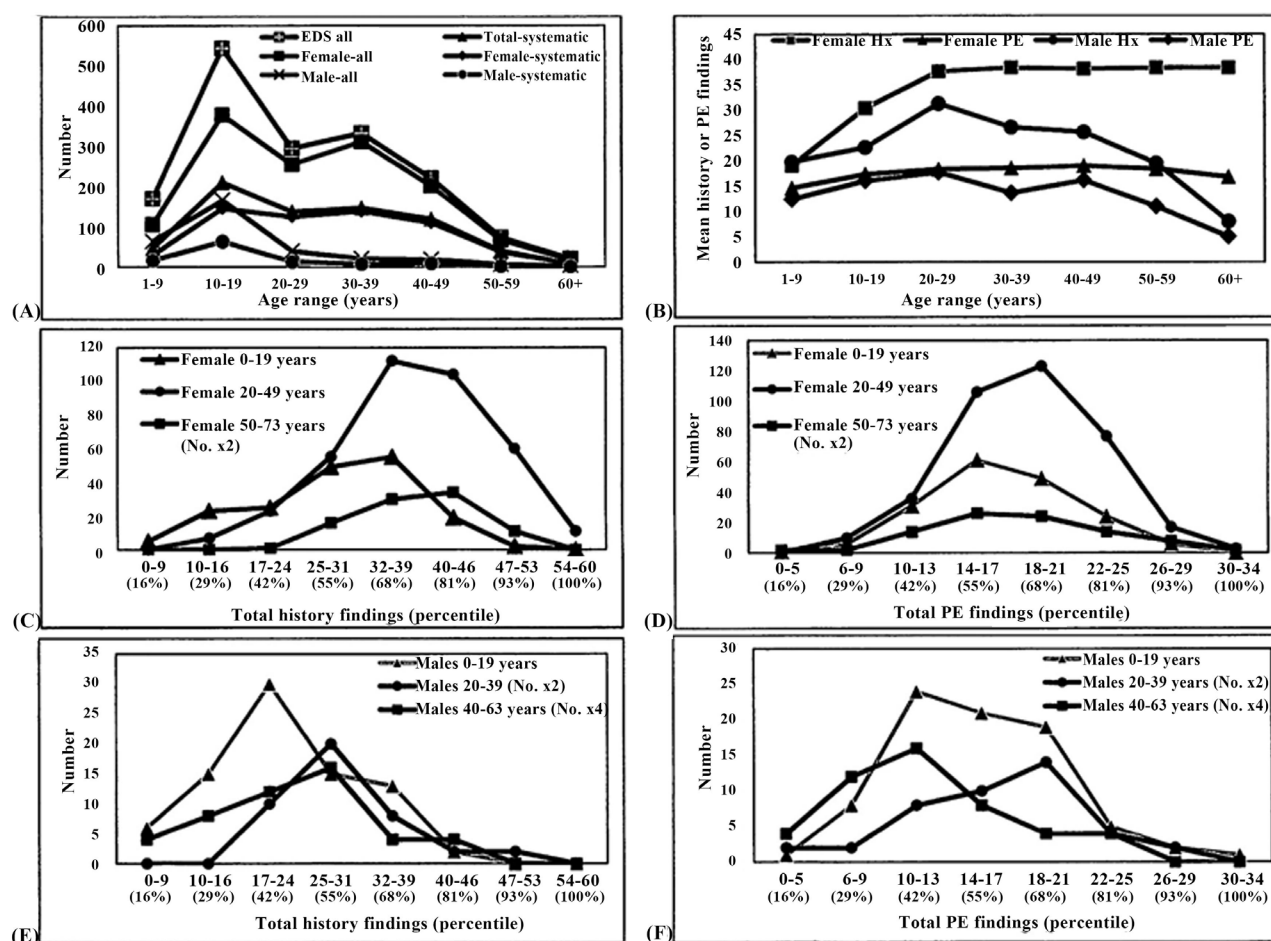 600
500
400
300
200
100
0
Number
EDS all
Female-all
Male-all
Total-systematic
Female-systematic
Male-systematic
1-9 10-19 20-29 30-39 40-49 50-59 60+
Age range (years)
(A)
45
40
35
30
25
20
15
10
5
0
Mean history or PE findings
Female Hx Female PE Male Hx Male PE
1-9 10-19 20-29 30-39 40-49 50-59 60+
Age range (years)
(B)
120
100
80
60
40
20
0
Number
Female 0-19 years
Female 20-49 years
Female 50-73 years
(No. x2)
0-9 10-16 17-24 25-31 32-39 40-46 47-53 54-60
(16%) (29%) (42%) (55%) (68%) (81%) (93%) (100%)
Total history findings (percentile)
(C)
140
120
100
80
60
40
20
0
Number
Female 0-19 years
Female 20-49 years
Female 50-73 years
(No. x2)
0-5 6-9 10-13 14-17 18-21 22-25 26-29 30-34
(16%) (29%) (42%) (55%) (68%) (81%) (93%) (100%)
Total PE findings (percentile)
(D)
35
30
25
20
15
10
5
0
Number
Males 0-19 years
Males 20-39 (No. x2)
Males 40-63 years (No. x4)
0-9 10-16 17-24 25-31 32-39 40-46 47-53 54-60
(16%) (29%) (42%) (55%) (68%) (81%) (93%) (100%)
Total history findings (percentile)
(E)
30
25
20
15
10
5
0
Number
Males 0-19 years
Males 20-39 years (No. x2)
Males 40-63 years (No. x4)
0-5 6-9 10-13 14-17 18-21 22-25 26-29 30-34
(16%) (29%) (42%) (55%) (68%) (81%) (93%) (100%)
Total PE findings (percentile)
(F)